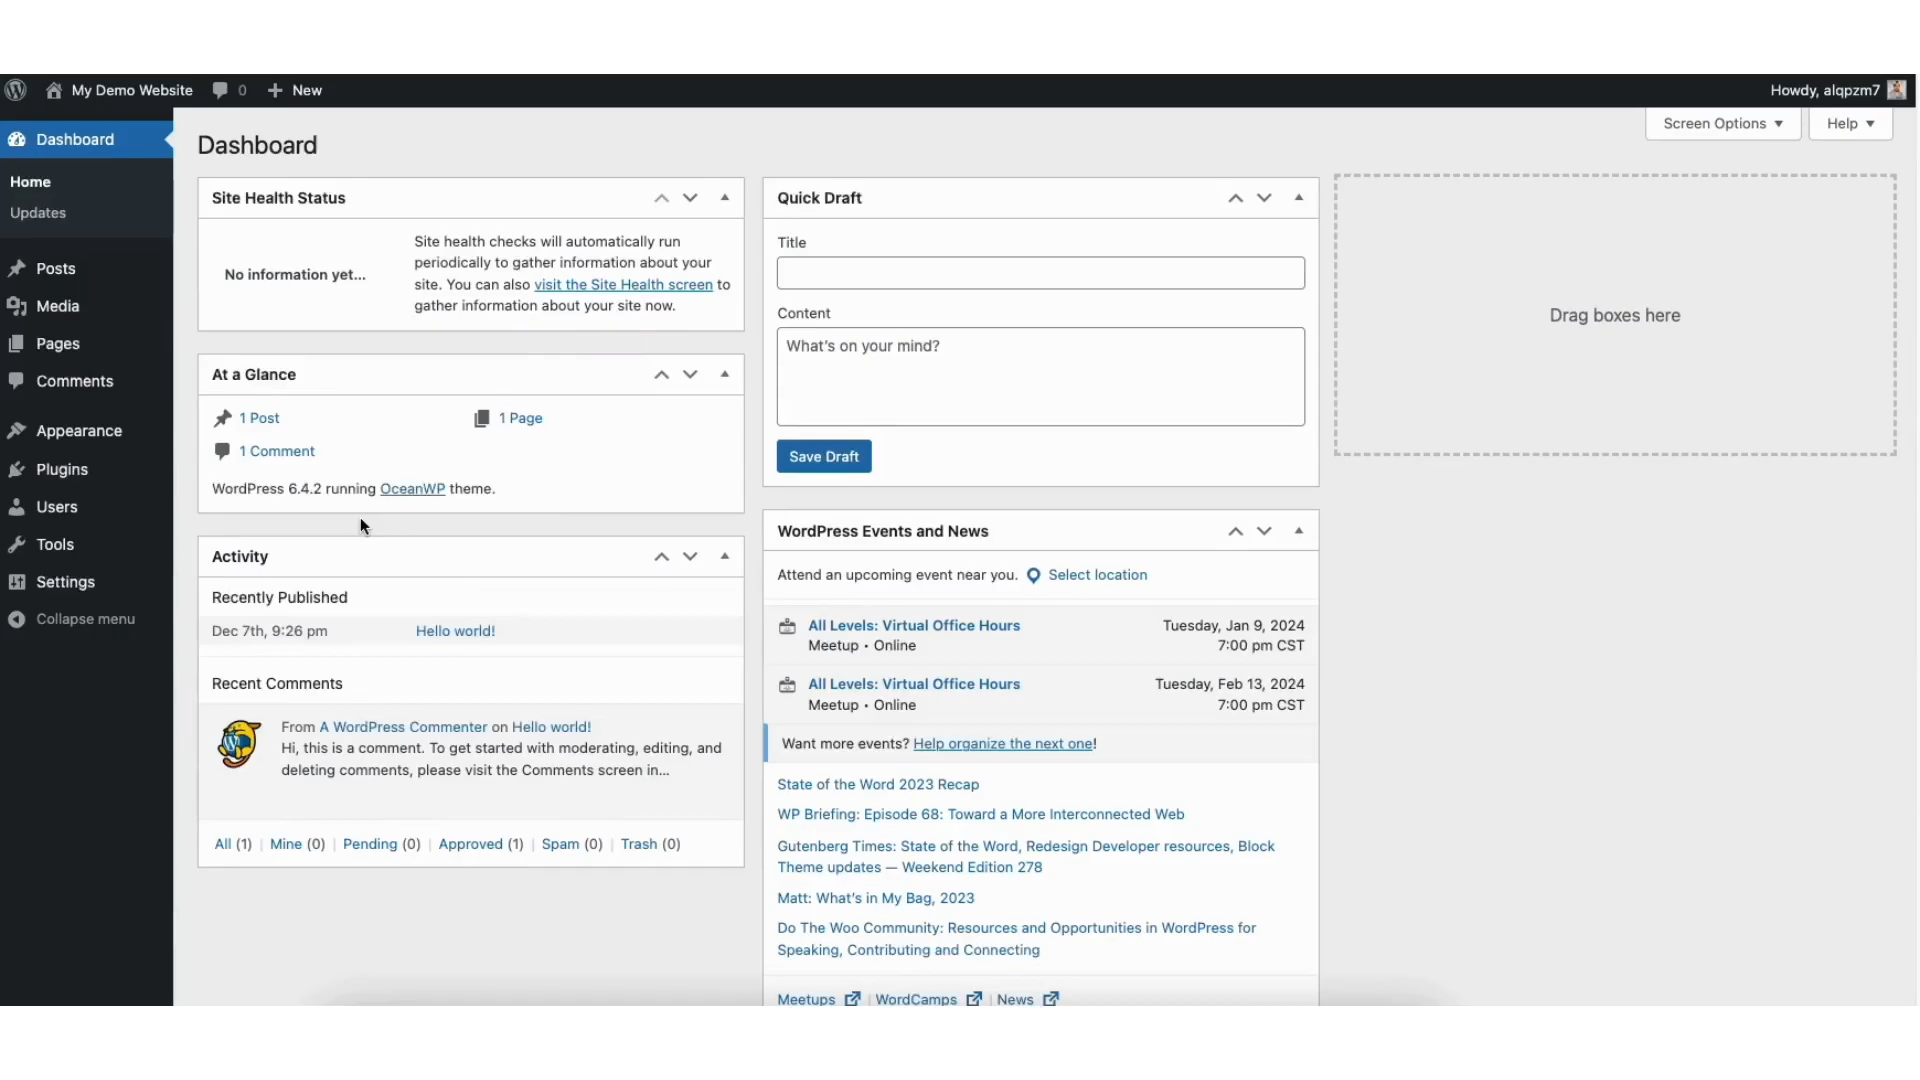 My Demo Website 0 New
Howdy, alqpzm7
Dashboard
Home
Updates
Posts
Media
Pages
Comments
Appearance
Plugins
Users
Tools
Settings
Collapse menu
Screen Options
Help
Dashboard
Site Health Status
No information yet...
Site health checks will automatically run
periodically to gather information about your
site. You can also visit the Site Health screen to
gather information about your site now.
At a Glance
1 Post
1 Page
1 Comment
WordPress 6.4.2 running OceanWP theme.
Activity
Recently Published
Dec 7th, 9:26 pm Hello world!
Recent Comments
From A WordPress Commenter on Hello world!
Hi, this is a comment. To get started with moderating, editing, and
deleting comments, please visit the Comments screen in...
All (1) | Mine (0) | Pending (0) | Approved (1) | Spam (0) | Trash (0)
Quick Draft
Title
Content
What's on your mind?
Save Draft
WordPress Events and News
Attend an upcoming event near you. Select location
All Levels: Virtual Office Hours Tuesday, Jan 9, 2024
Meetup • Online 7:00 pm CST
All Levels: Virtual Office Hours Tuesday, Feb 13, 2024
Meetup • Online 7:00 pm CST
Want more events? Help organize the next one!
State of the Word 2023 Recap
WP Briefing: Episode 68: Toward a More Interconnected Web
Gutenberg Times: State of the Word, Redesign Developer resources, Block
Theme updates — Weekend Edition 278
Matt: What's in My Bag, 2023
Do The Woo Community: Resources and Opportunities in WordPress for
Speaking, Contributing and Connecting
Meetups | WordCamps | News
Drag boxes here